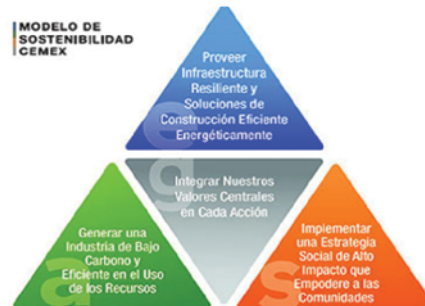 MODELO DE
SOSTENIBILIDAD
CEMEX
e
Proveer
Infraestructura
Resiliente y
Soluciones de
Construcción Eficiente
Energéticamente
g
Integrar Nuestros
Valores Centrales
en Cada Acción
a
Generar una
Industria de Bajo
Carbono y
Eficiente en el Uso
de los Recursos
s
Implementar
una Estrategia
Social de Alto
Impacto que
Empodere a las
Comunidades